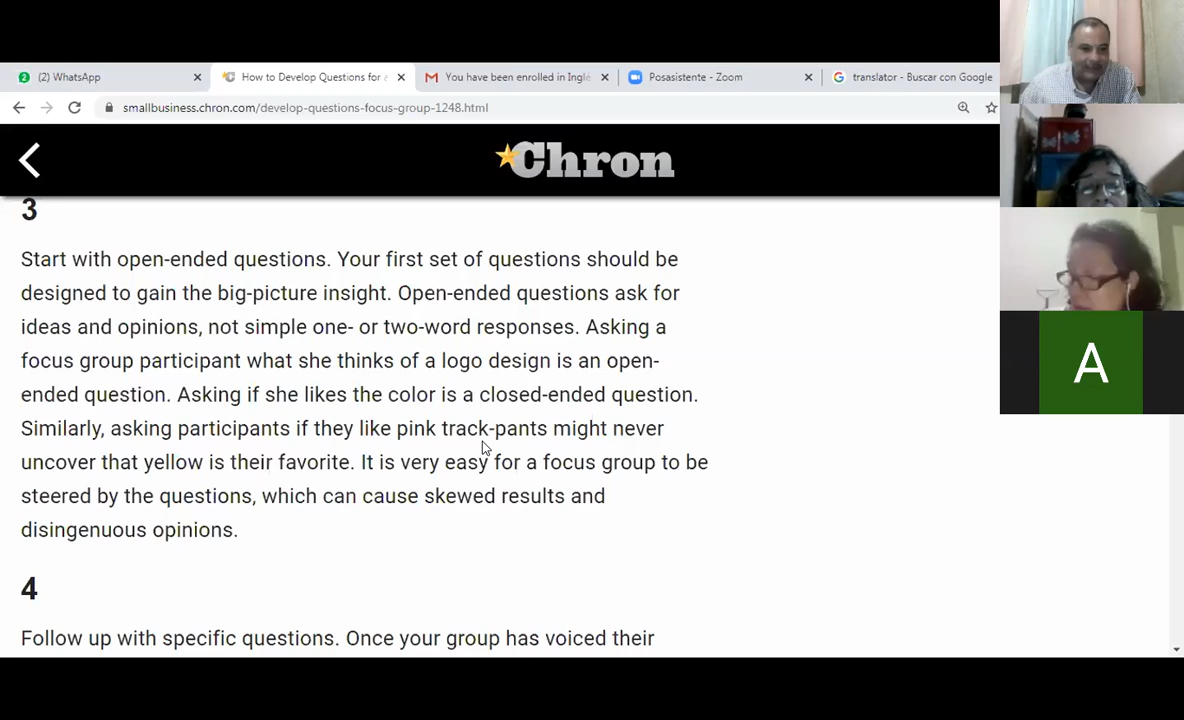 (2) WhatsApp
How to Develop Questions for a
You have been enrolled in Inglé
Posasistente - Zoom
translator - Buscar con Google
smallbusiness.chron.com/develop-questions-focus-group-1248.html
Chron
3
Start with open-ended questions. Your first set of questions should be
designed to gain the big-picture insight. Open-ended questions ask for
ideas and opinions, not simple one- or two-word responses. Asking a
focus group participant what she thinks of a logo design is an open-
ended question. Asking if she likes the color is a closed-ended question.
Similarly, asking participants if they like pink track-pants might never
uncover that yellow is their favorite. It is very easy for a focus group to be
steered by the questions, which can cause skewed results and
disingenuous opinions.
4
Follow up with specific questions. Once your group has voiced their
A